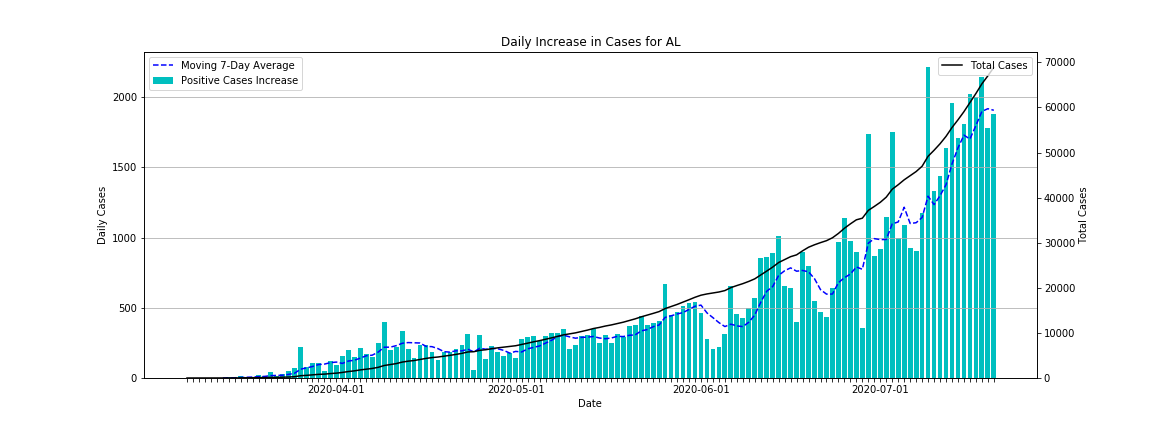 Daily Increase in Cases for AL
Moving 7-Day Average
Positive Cases Increase
Total Cases
2000
1500
1000
500
0
Daily Cases
70000
60000
50000
40000
30000
20000
10000
0
Total Cases
2020-04-01
2020-05-01
2020-06-01
2020-07-01
Date